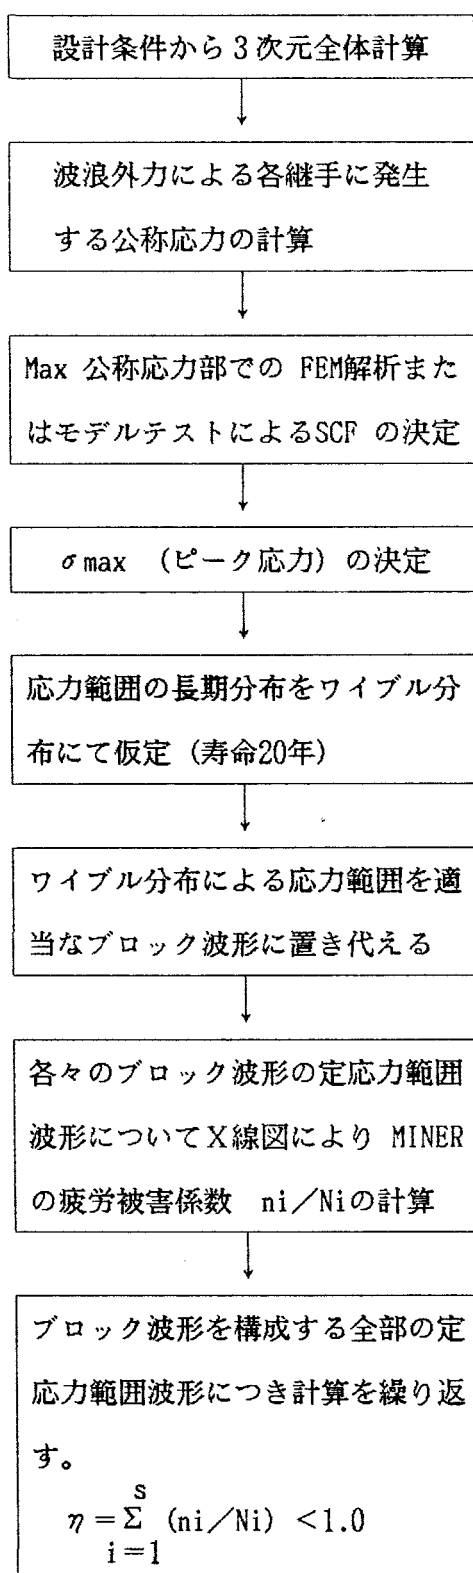 設計条件から3次元全体計算
波浪外力による各継手に発生
する公称応力の計算
Max 公称応力部での FEM解析また
はモデルテストによるSCF の決定
σmax (ピーク応力) の決定
応力範囲の長期分布をワイブル分
布にて仮定 (寿命20年)
ワイブル分布による応力範囲を適
当なブロック波形に置き代える
各々のブロック波形の定応力範囲
波形についてX線図により MINER
の疲労被害係数 ni/Niの計算
ブロック波形を構成する全部の定
応力範囲波形につき計算を繰り返
す。
s
η=Σ (ni/Ni) <1.0
i=1